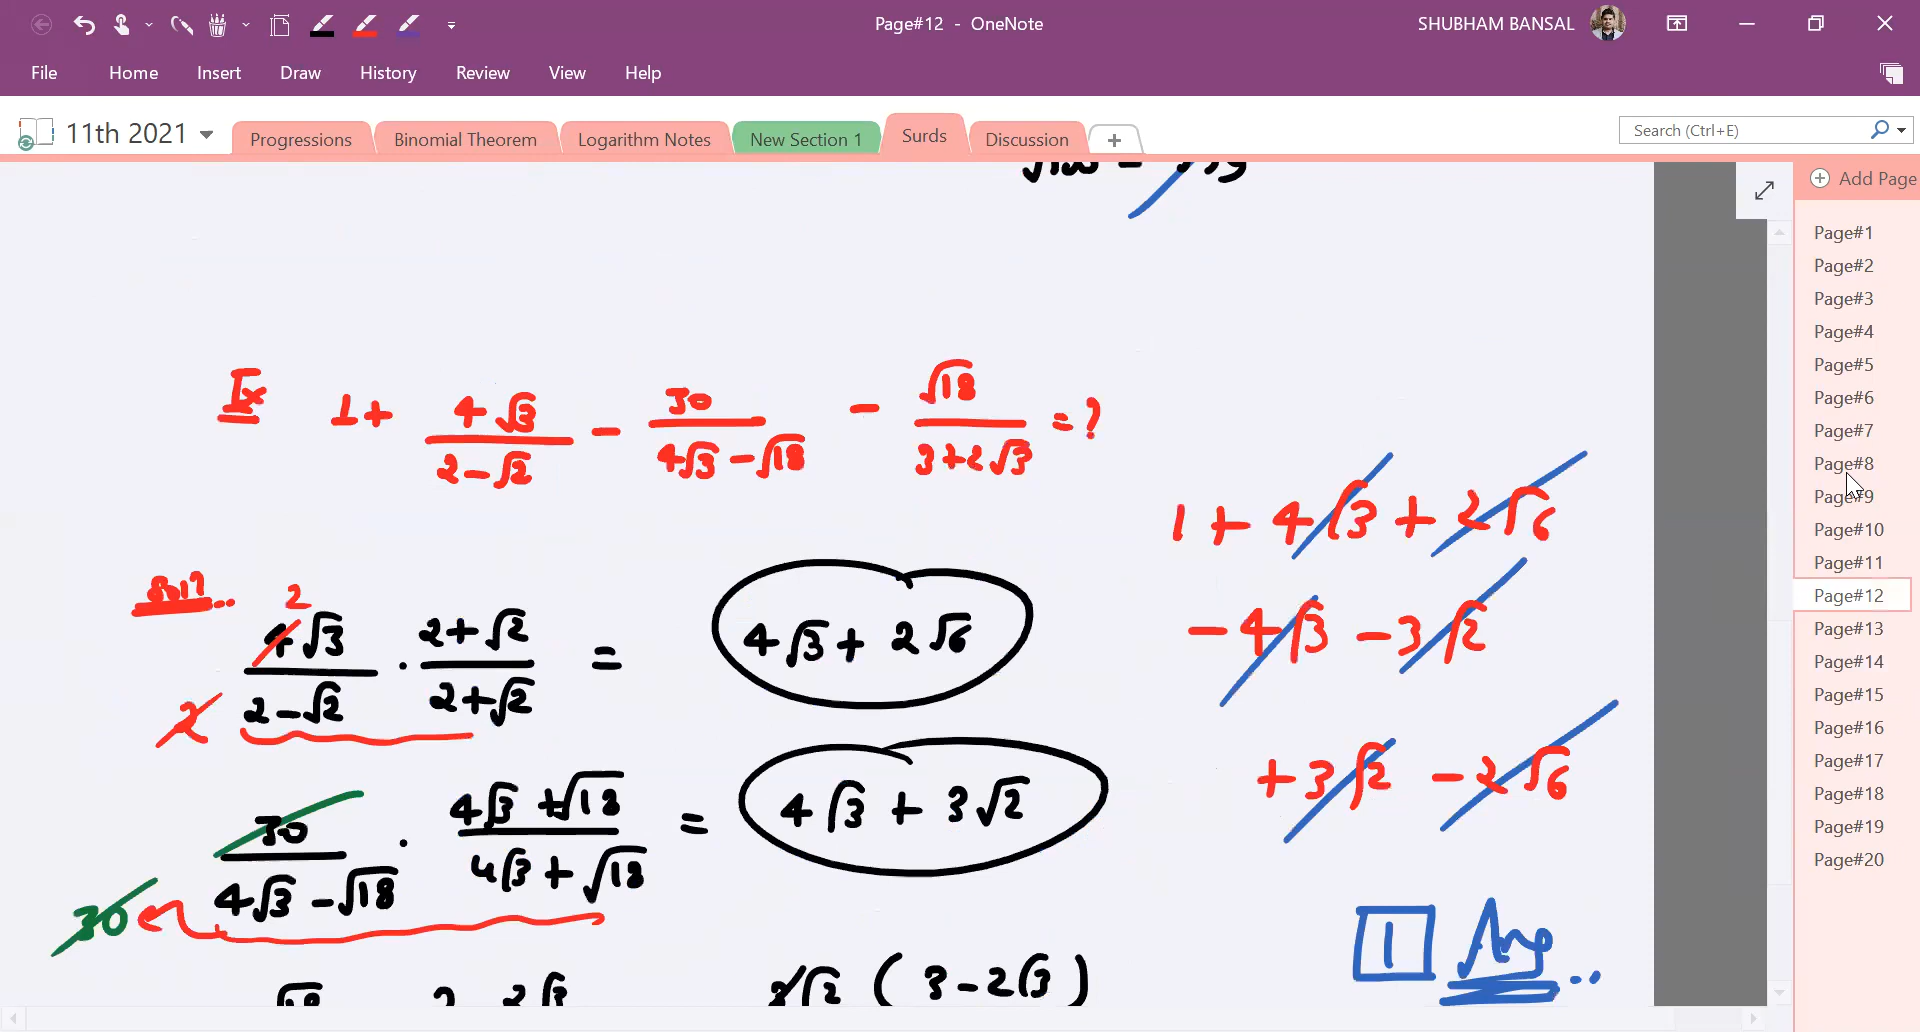 Page#12 - OneNote
SHUBHAM BANSAL
File Home Insert Draw History Review View Help
11th 2021
Progressions
Binomial Theorem
Logarithm Notes
New Section 1
Surds
Discussion
Search (Ctrl+E)
Add Page
Page#1
Page#2
Page#3
Page#4
Page#5
Page#6
Page#7
Page#8
Page#9
Page#10
Page#11
Page#12
Page#13
Page#14
Page#15
Page#16
Page#17
Page#18
Page#19
Page#20
Ex 1 + 4√3/(2-√2) - 30/(4√3-√18) - √18/(3+2√3) = ?
Sol?..
2
4√3/(2-√2) · (2+√2)/(2+√2) = 4√3 + 2√6
2
30/(4√3-√18) · (4√3+√18)/(4√3+√18) = 4√3 + 3√2
30
√2 (3-2√3)
1 + 4√3 + 2√6
- 4√3 - 3√2
+ 3√2 - 2√6
1 Ans..